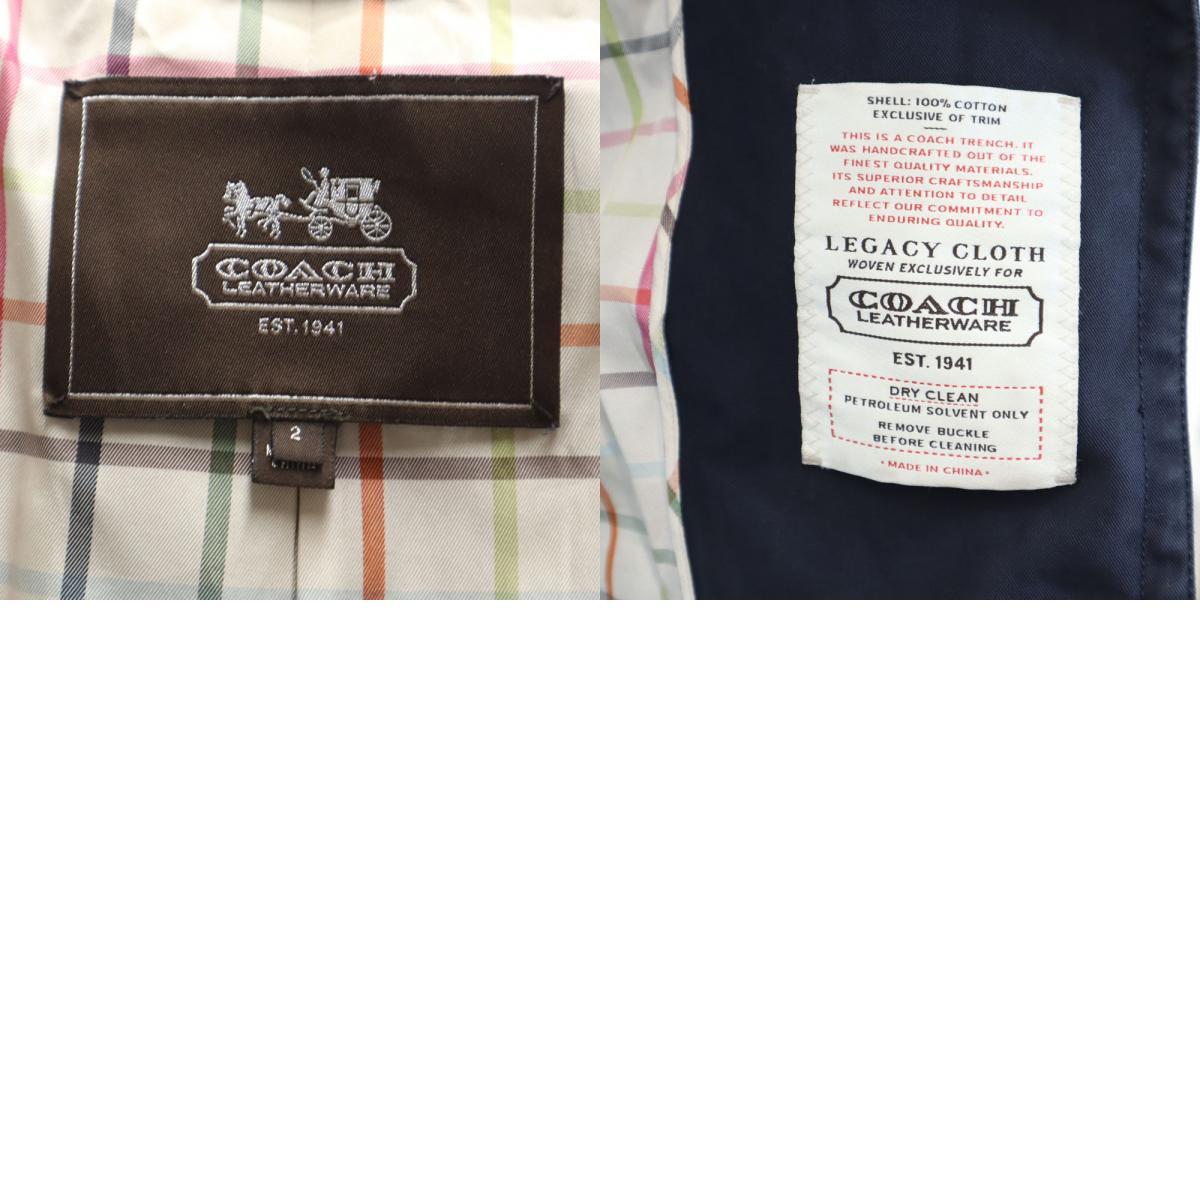 COACH
LEATHERWARE
EST. 1941
2
SHELL: 100% COTTON
EXCLUSIVE OF TRIM
THIS IS A COACH TRENCH. IT
WAS HANDCRAFTED OUT OF THE
FINEST QUALITY MATERIALS.
ITS SUPERIOR CRAFTSMANSHIP
AND ATTENTION TO DETAIL
REFLECT OUR COMMITMENT TO
ENDURING QUALITY.
LEGACY CLOTH
WOVEN EXCLUSIVELY FOR
COACH
LEATHERWARE
EST. 1941
DRY CLEAN
PETROLEUM SOLVENT ONLY
REMOVE BUCKLE
BEFORE CLEANING
• MADE IN CHINA •